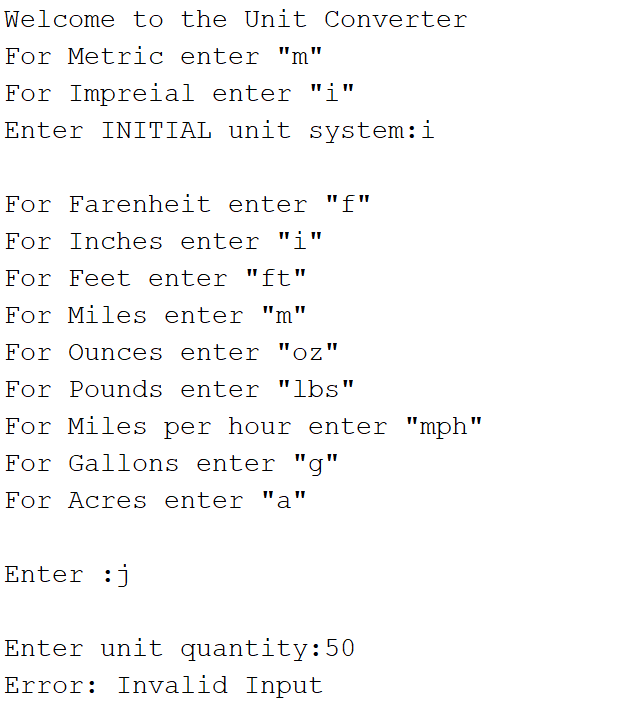 Welcome to the Unit Converter
For Metric enter "m"
For Impreial enter "i"
Enter INITIAL unit system:i
For Farenheit enter "f"
For Inches enter "i"
For Feet enter "ft"
For Miles enter "m"
For Ounces enter "oz"
For Pounds enter "lbs"
For Miles per hour enter "mph"
For Gallons enter "g"
For Acres enter "a"
Enter :j
Enter unit quantity:50
Error: Invalid Input